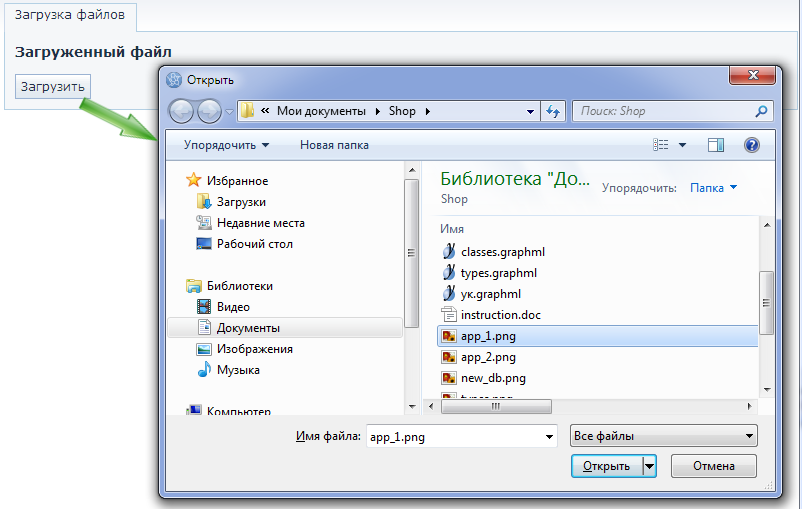 Загрузка файлов
Загруженный файл
Загрузить
Открыть
« Мои документы Shop
Поиск: Shop
Упорядочить Новая папка
Избранное
Загрузки
Недавние места
Рабочий стол
Библиотеки
Видео
Документы
Изображения
Музыка
Компьютер
Библиотека "До...
Shop
Упорядочить: Папка
Имя
classes.graphml
types.graphml
ук.graphml
instruction.doc
app_1.png
app_2.png
new_db.png
types.png
Имя файла: app_1.png
Все файлы
Открыть Отмена